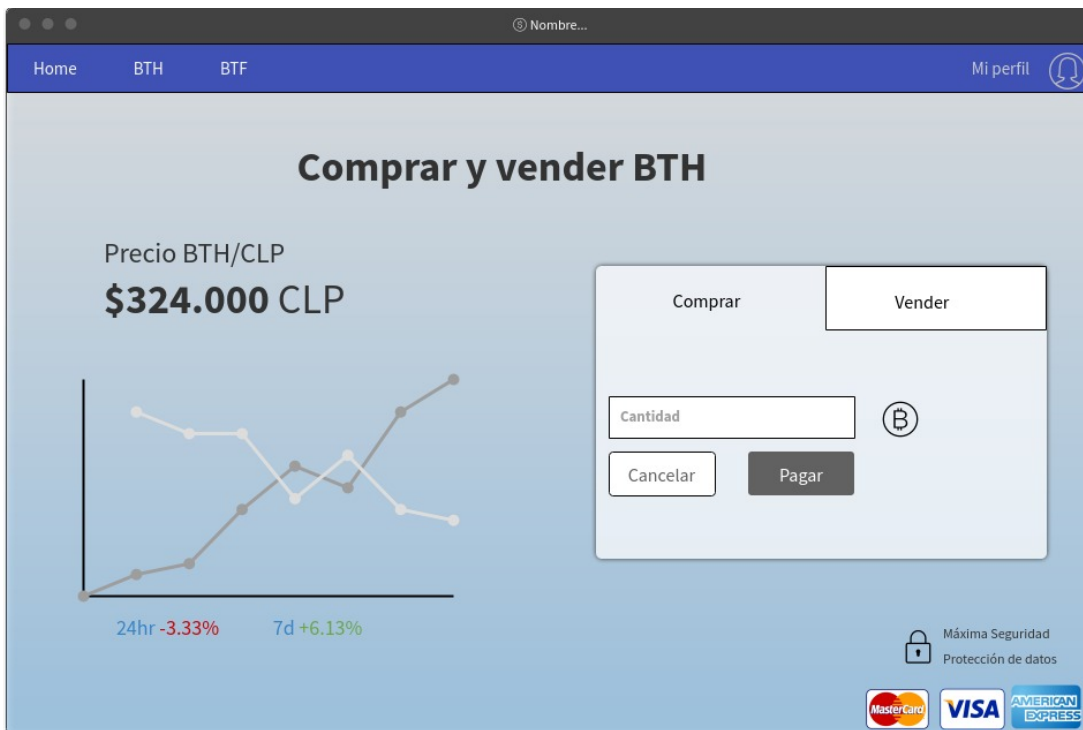 Nombre...
Home BTH BTF Mi perfil
Comprar y vender BTH
Precio BTH/CLP
$324.000 CLP
Comprar Vender
Cantidad
Cancelar Pagar
24hr -3.33% 7d +6.13%
Máxima Seguridad
Protección de datos
MasterCard VISA AMERICAN EXPRESS